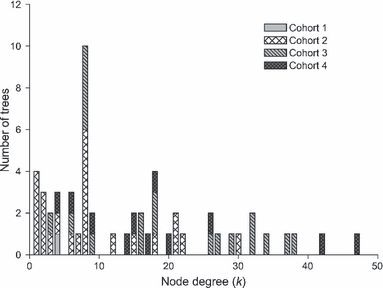 12
10
8
6
4
2
0
Number of trees
Cohort 1
Cohort 2
Cohort 3
Cohort 4
0 10 20 30 40 50
Node degree (k)